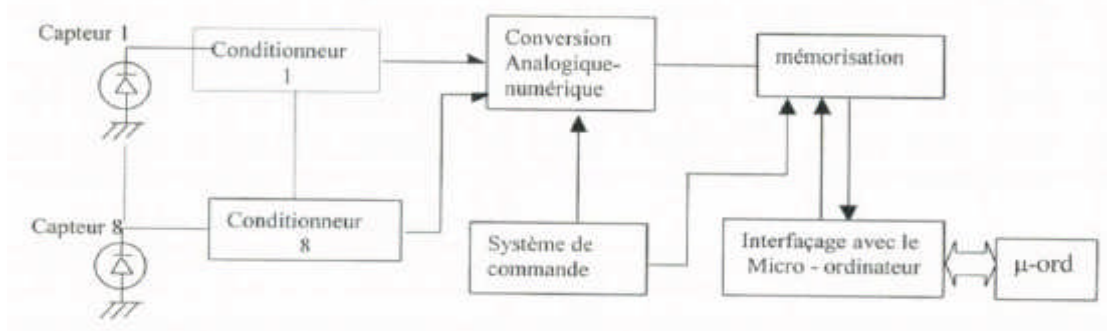 Capteur 1
Conditionneur
1
Conversion
Analogique-
numérique
mémorisation
Capteur 8
Conditionneur
8
Système de
commande
Interfaçage avec le
Micro - ordinateur
µ-ord